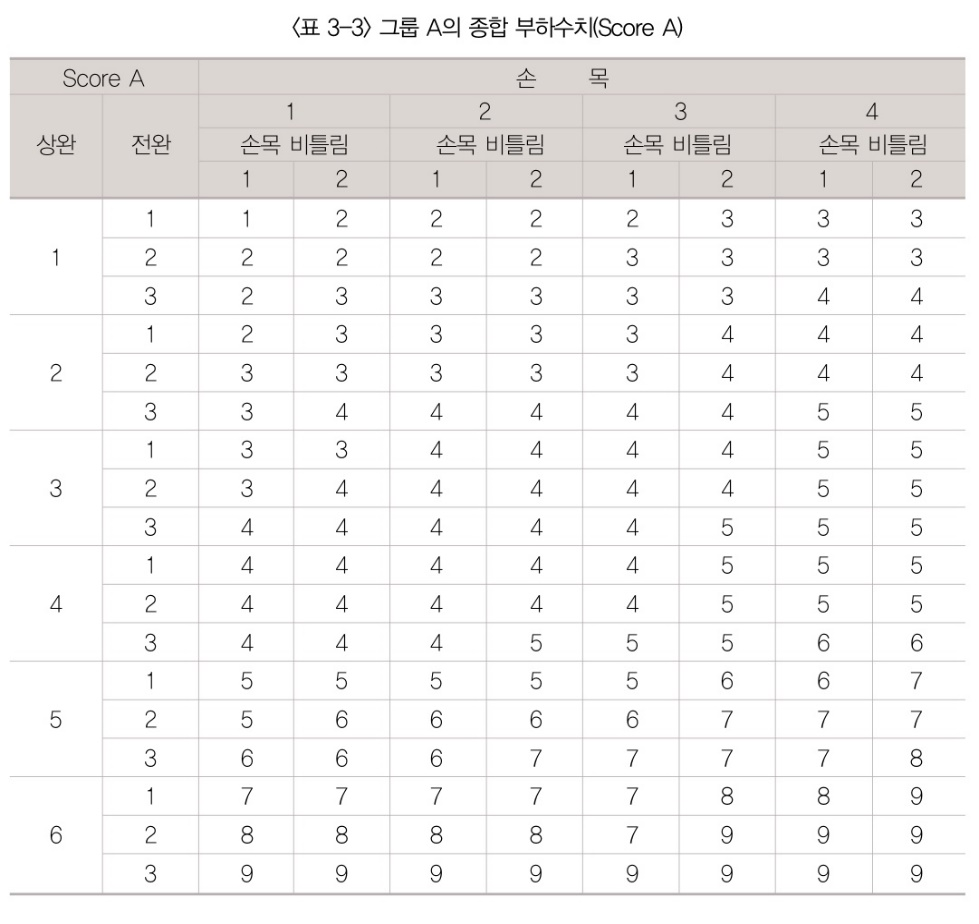 〈표 3-3〉 그룹 A의 종합 부하수치(Score A)
Score A 손 목
상완 전완 1 2 3 4
손목 비틀림 손목 비틀림 손목 비틀림 손목 비틀림
1 2 1 2 1 2 1 2
1 1 1 2 2 2 2 3 3 3
2 2 2 2 2 3 3 3 3
3 2 3 3 3 3 3 4 4
2 1 2 3 3 3 3 4 4 4
2 3 3 3 3 3 4 4 4
3 3 4 4 4 4 4 5 5
3 1 3 3 4 4 4 4 5 5
2 3 4 4 4 4 4 5 5
3 4 4 4 4 4 5 5 5
4 1 4 4 4 4 4 5 5 5
2 4 4 4 4 4 5 5 5
3 4 4 4 5 5 5 6 6
5 1 5 5 5 5 5 6 6 7
2 5 6 6 6 6 7 7 7
3 6 6 6 7 7 7 7 8
6 1 7 7 7 7 7 8 8 9
2 8 8 8 8 7 9 9 9
3 9 9 9 9 9 9 9 9